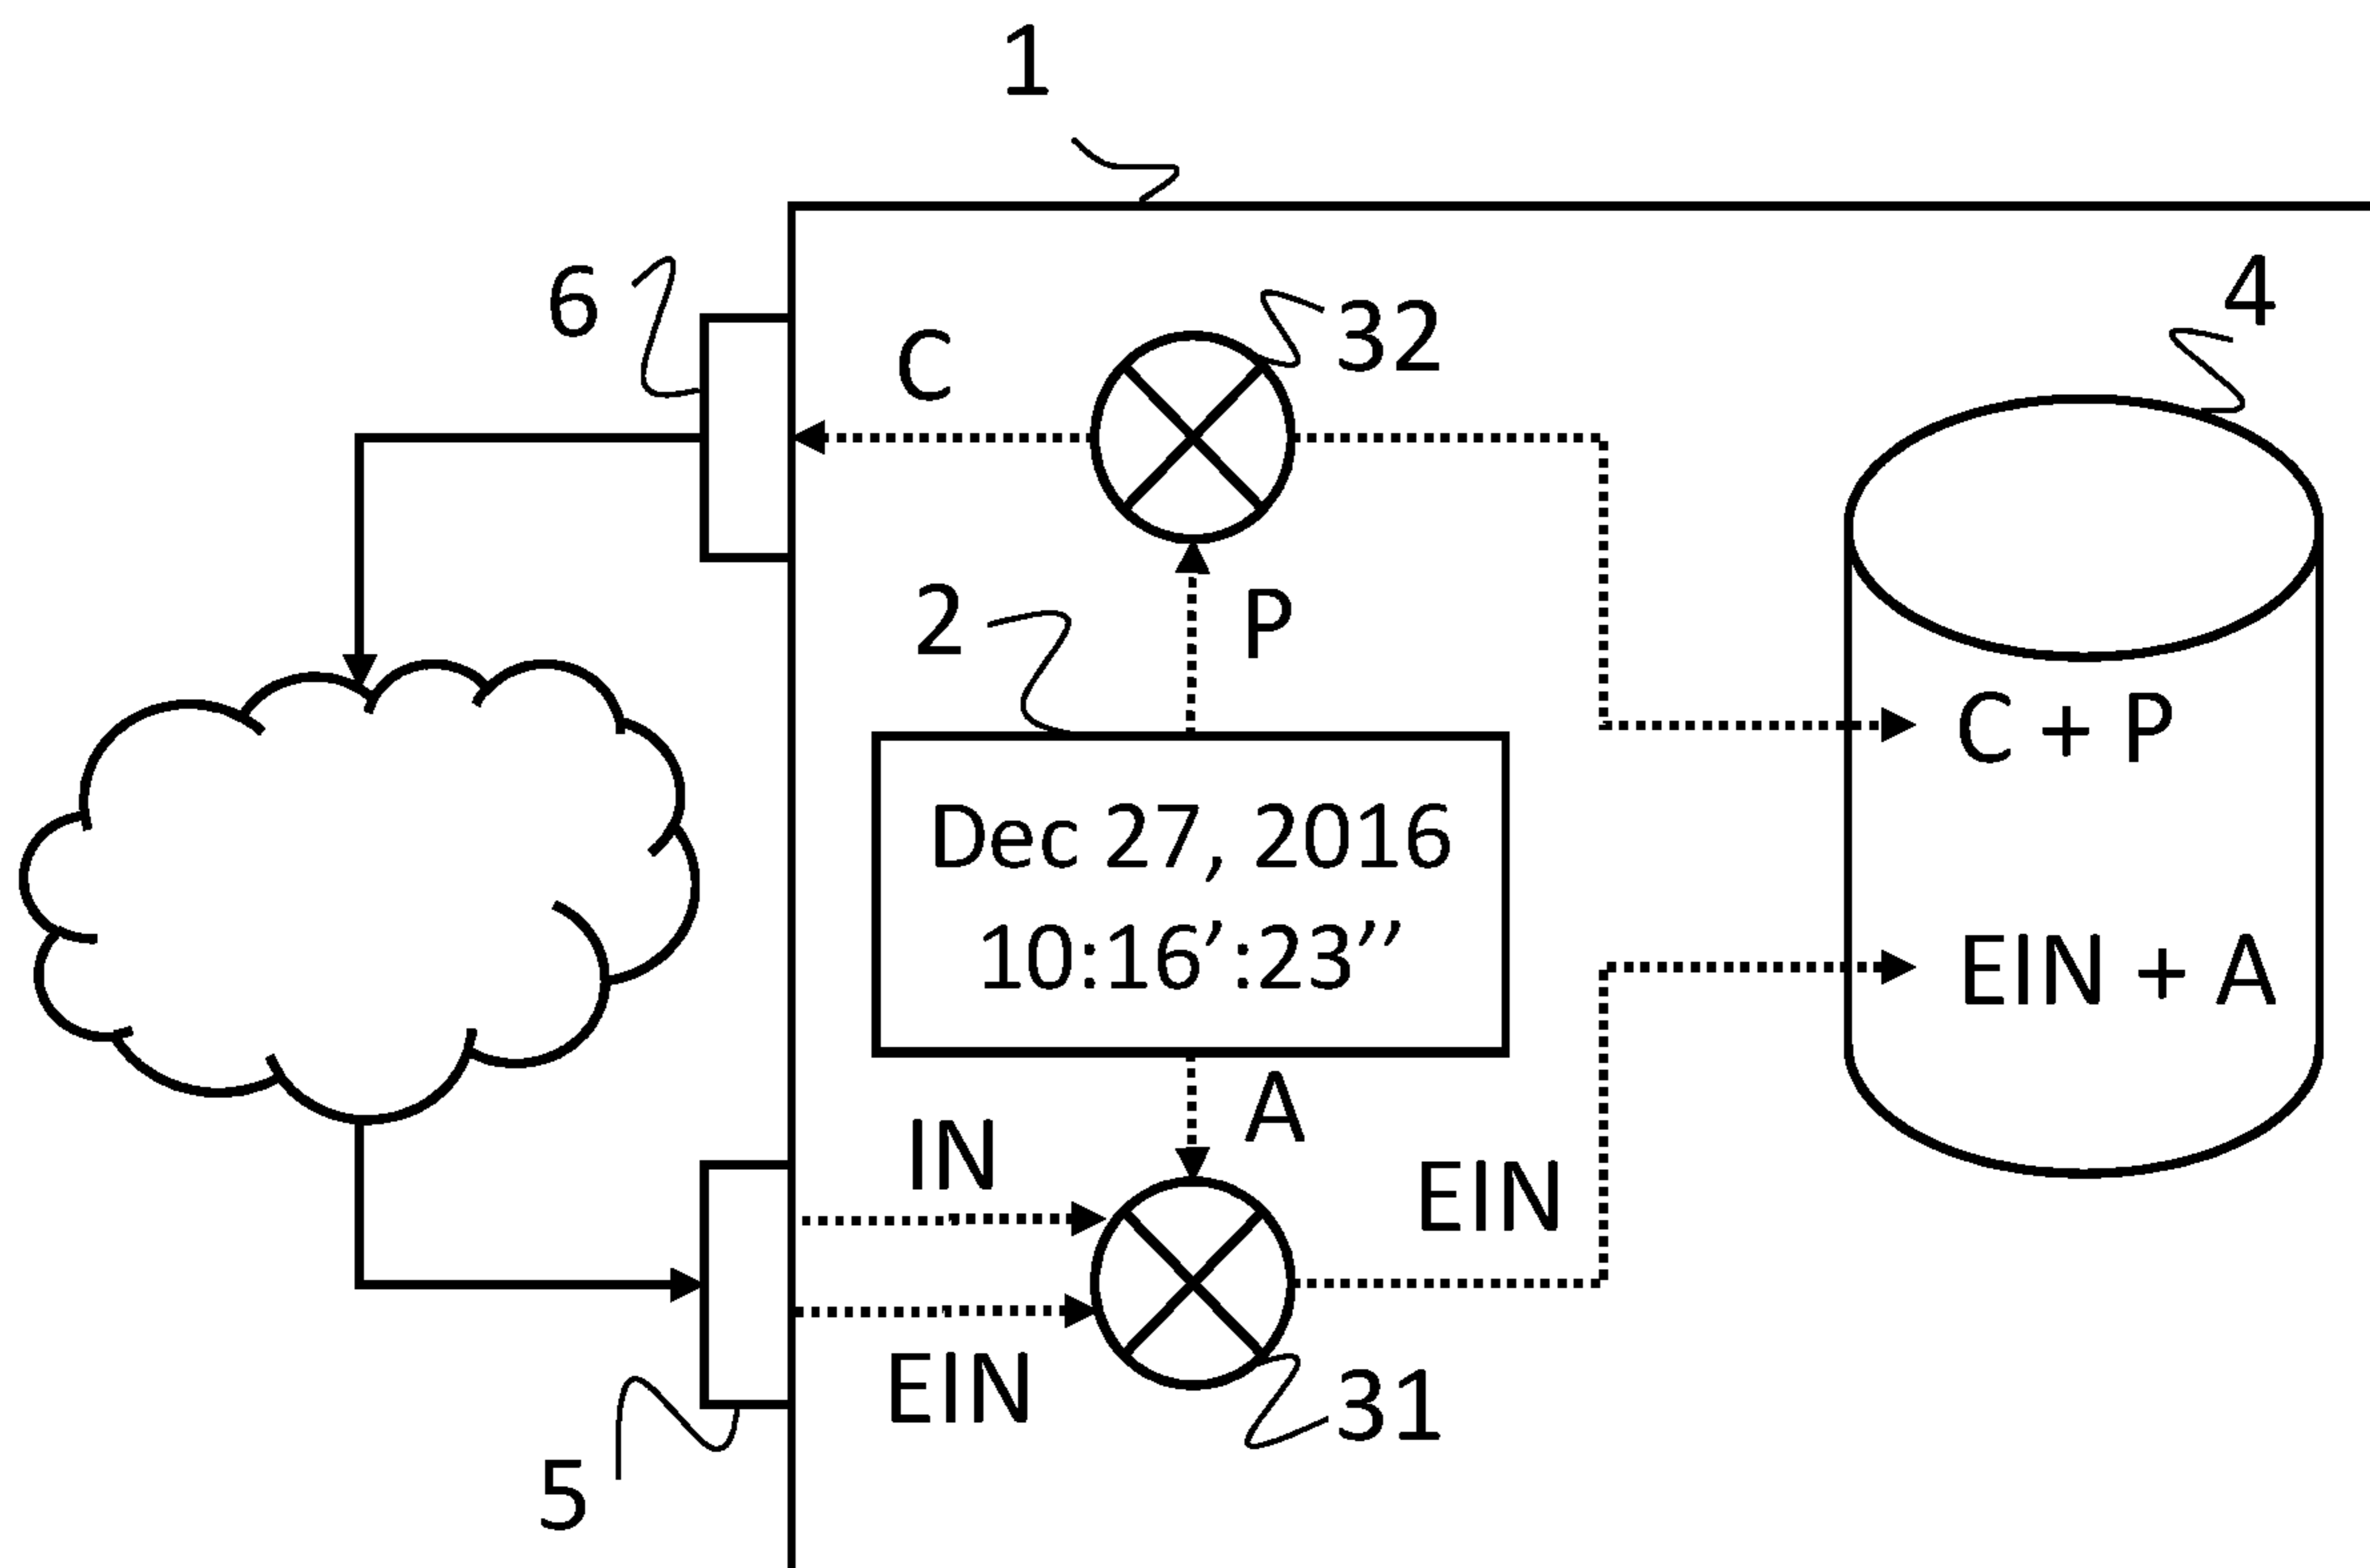 1
6
C
32
4
2
P
C + P
Dec 27, 2016
10:16’:23’’
EIN + A
A
IN
EIN
EIN
31
5